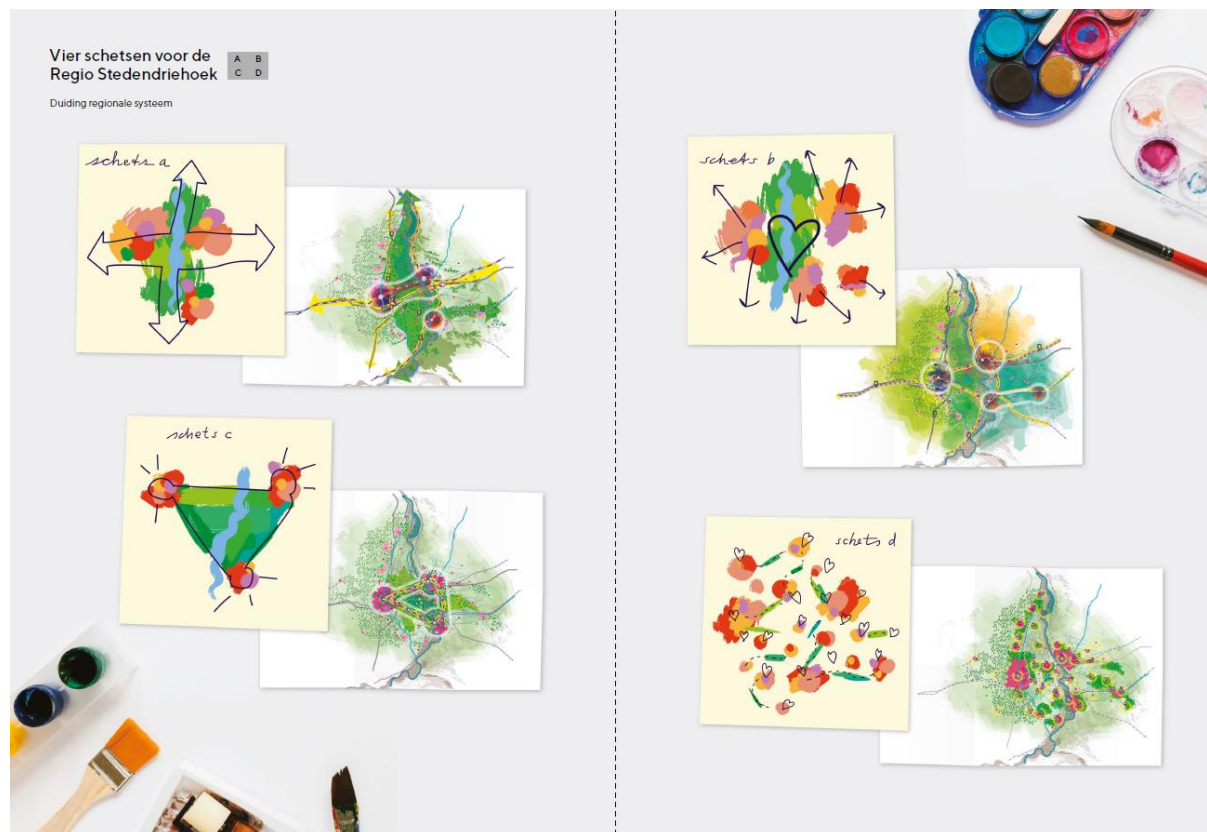 Vier schetsen voor de
Regio Stedendriehoek
A B
C D
Duiding regionale systeem
schets a
schets b
schets c
schets d